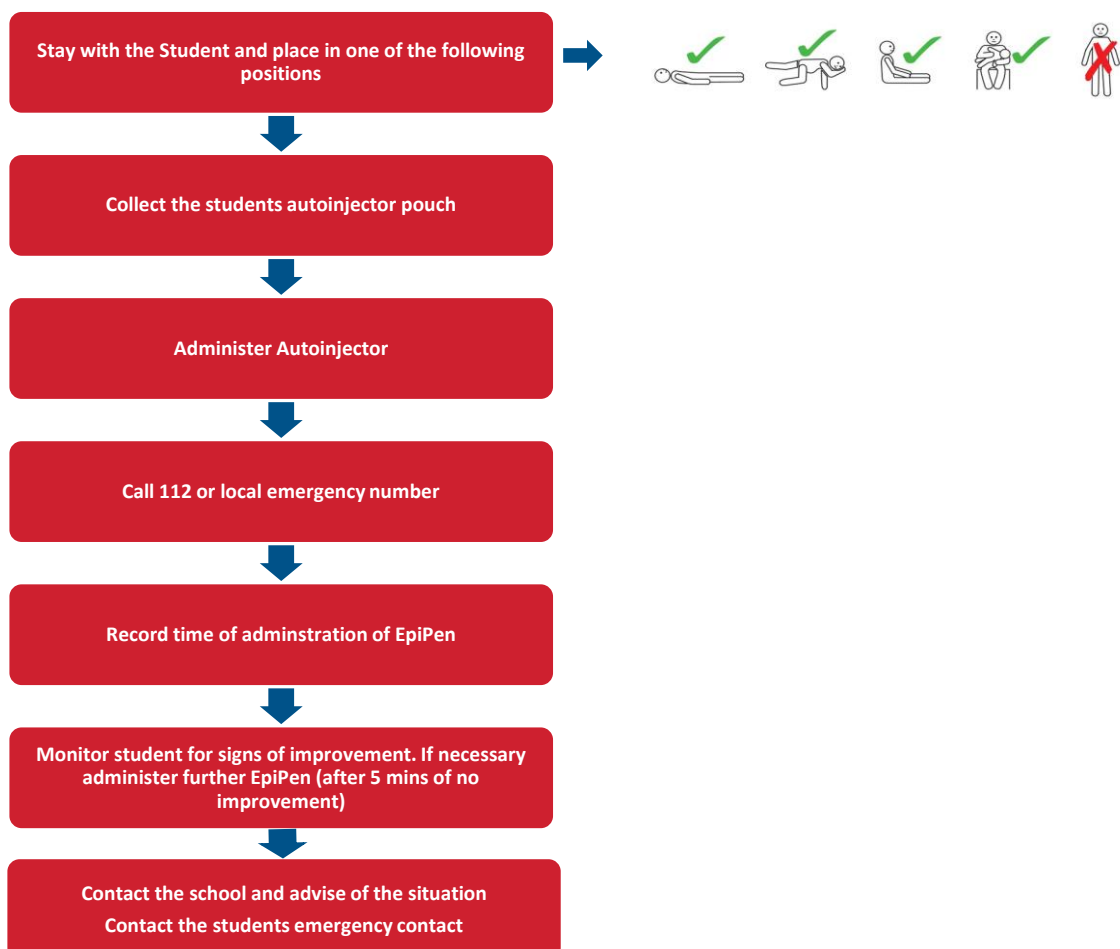 Stay with the Student and place in one of the following
positions
Collect the students autoinjector pouch
Administer Autoinjector
Call 112 or local emergency number
Record time of adminstration of EpiPen
Monitor student for signs of improvement. If necessary
administer further EpiPen (after 5 mins of no
improvement)
Contact the school and advise of the situation
Contact the students emergency contact